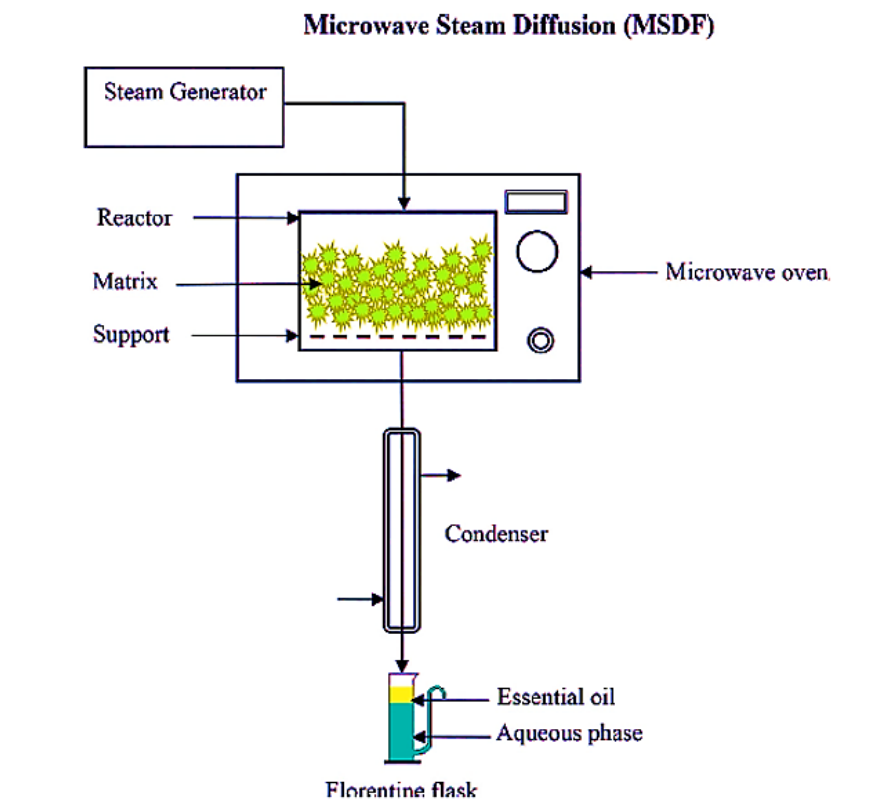 Microwave Steam Diffusion (MSDF)
Steam Generator
Reactor
Matrix
Support
Microwave oven
Condenser
Essential oil
Aqueous phase
Florentine flask